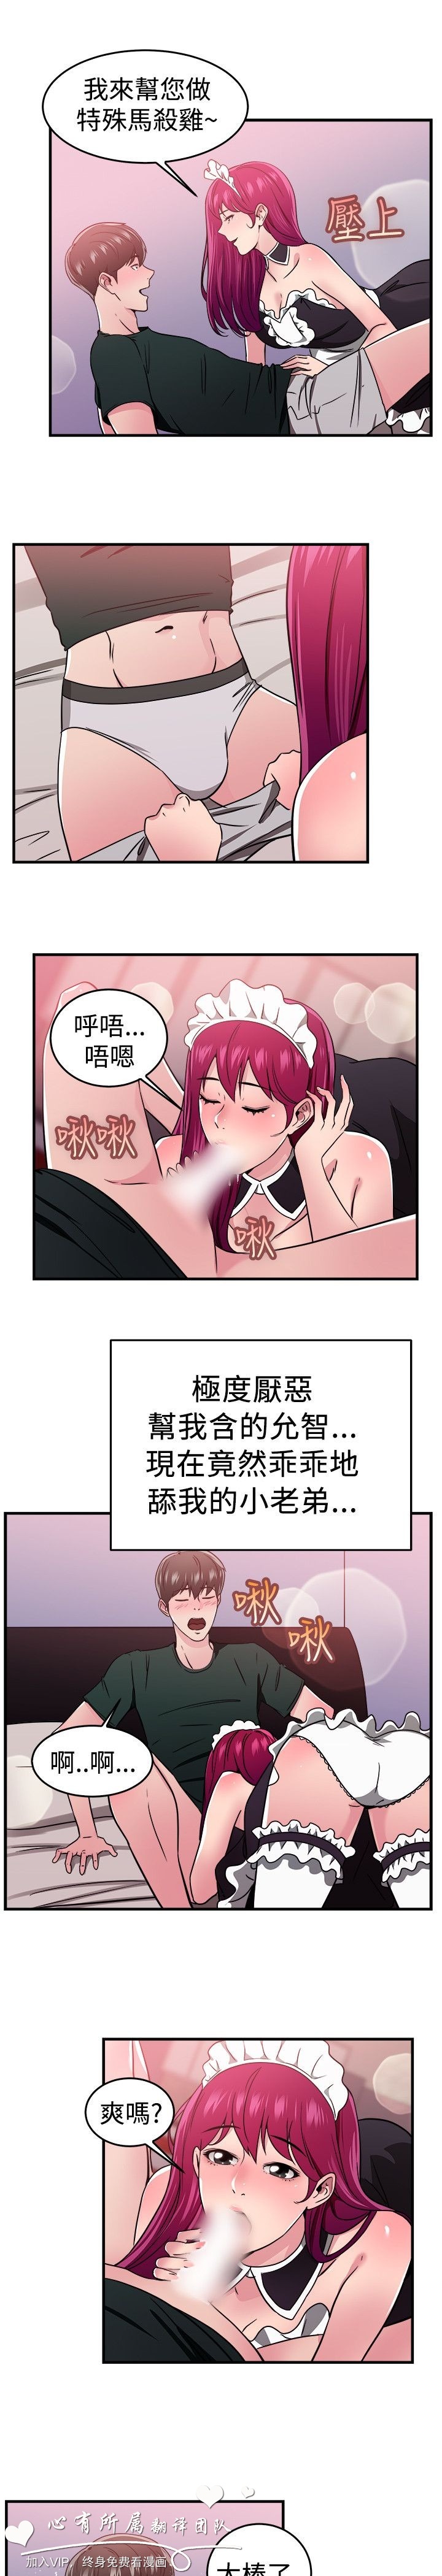 我來幫您做
特殊馬殺雞~
壓上
呼唔...
唔嗯
啾啾
啾
極度厭惡
幫我含的允智...
現在竟然乖乖地
舔我的小老弟...
啾
啾
啊..啊...
爽嗎?
心有所属翻译团队
加入VIP，终身免费看漫画
太棒了